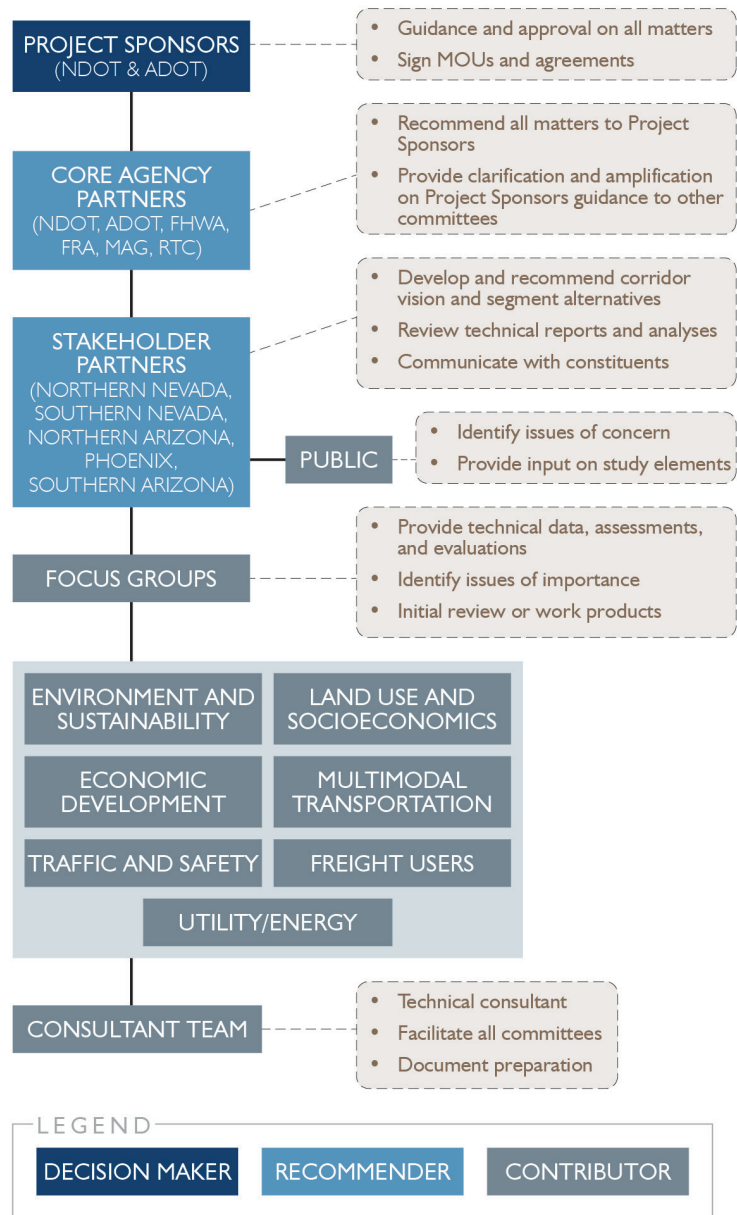 PROJECT SPONSORS
(NDOT & ADOT)
• Guidance and approval on all matters
• Sign MOUs and agreements
CORE AGENCY
PARTNERS
(NDOT, ADOT, FHWA,
FRA, MAG, RTC)
• Recommend all matters to Project
Sponsors
• Provide clarification and amplification
on Project Sponsors guidance to other
committees
STAKEHOLDER
PARTNERS
(NORTHERN NEVADA,
SOUTHERN NEVADA,
NORTHERN ARIZONA,
PHOENIX,
SOUTHERN ARIZONA)
• Develop and recommend corridor
vision and segment alternatives
• Review technical reports and analyses
• Communicate with constituents
PUBLIC
• Identify issues of concern
• Provide input on study elements
FOCUS GROUPS
• Provide technical data, assessments,
and evaluations
• Identify issues of importance
• Initial review or work products
ENVIRONMENT AND
SUSTAINABILITY
LAND USE AND
SOCIOECONOMICS
ECONOMIC
DEVELOPMENT
MULTIMODAL
TRANSPORTATION
TRAFFIC AND SAFETY
FREIGHT USERS
UTILITY/ENERGY
CONSULTANT TEAM
• Technical consultant
• Facilitate all committees
• Document preparation
LEGEND
DECISION MAKER
RECOMMENDER
CONTRIBUTOR